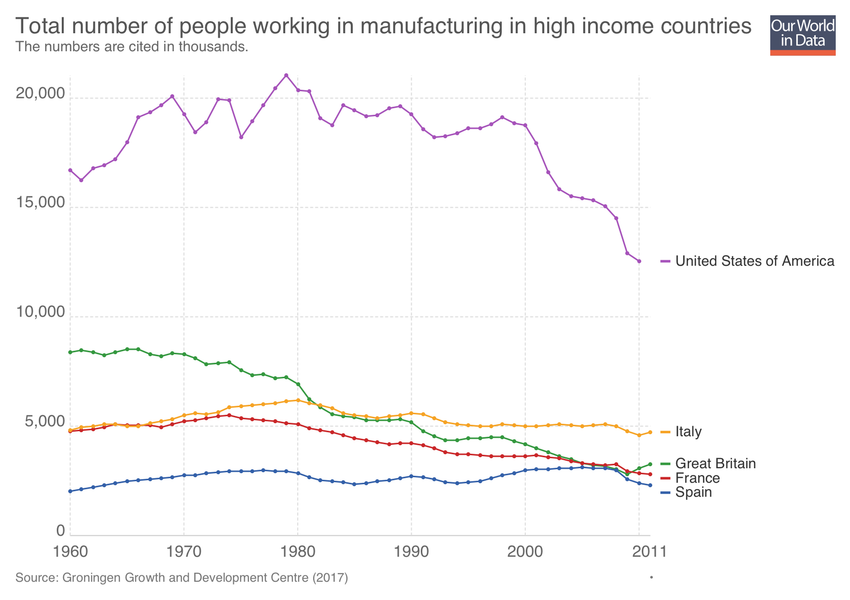 Total number of people working in manufacturing in high income countries
The numbers are cited in thousands.
Our World
in Data
20,000
15,000
10,000
5,000
0
United States of America
Italy
Great Britain
France
Spain
1960 1970 1980 1990 2000 2011
Source: Groningen Growth and Development Centre (2017)